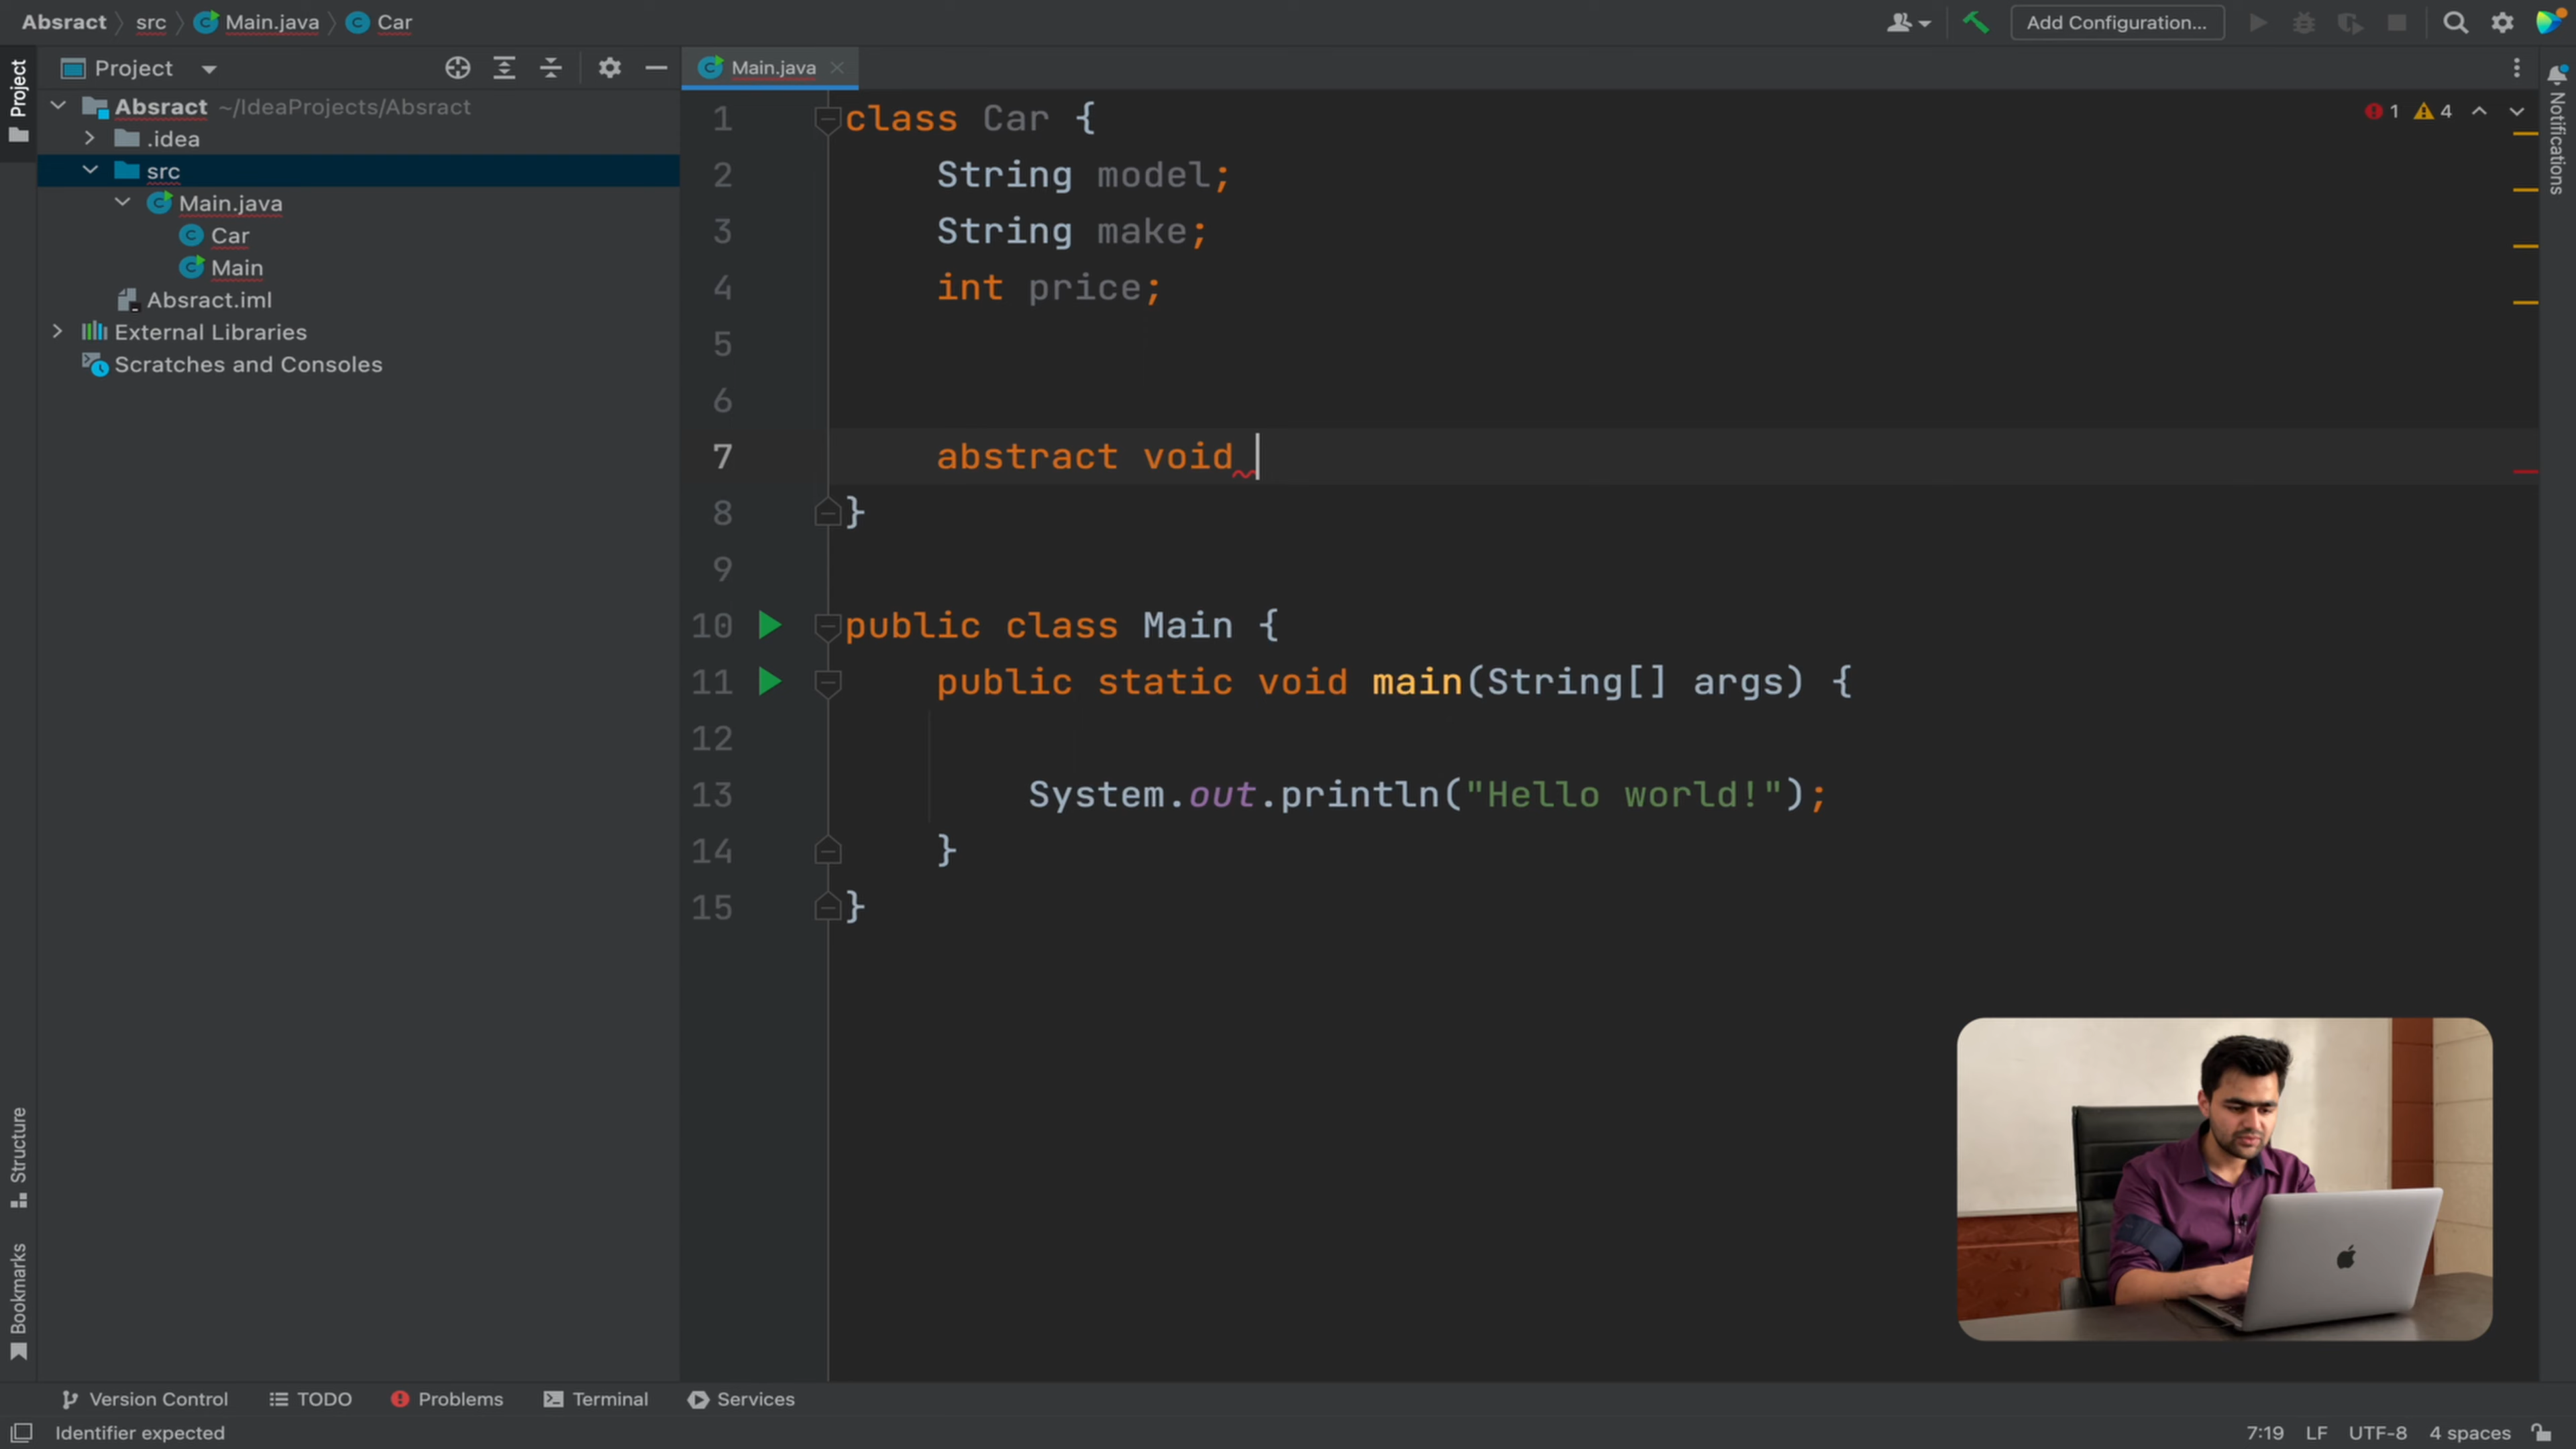 Absract src Main.java Car
Add Configuration...
Project
Project
Main.java
Notifications
Absract ~/IdeaProjects/Absract
.idea
src
Main.java
Car
Main
Absract.iml
External Libraries
Scratches and Consoles
1 4
1 class Car {
2 String model;
3 String make;
4 int price;
5
6
7 abstract void
8 }
9
10 public class Main {
11 public static void main(String[] args) {
12
13 System.out.println("Hello world!");
14 }
15 }
Structure
Bookmarks
Version Control TODO Problems Terminal Services
Identifier expected
7:19 LF UTF-8 4 spaces